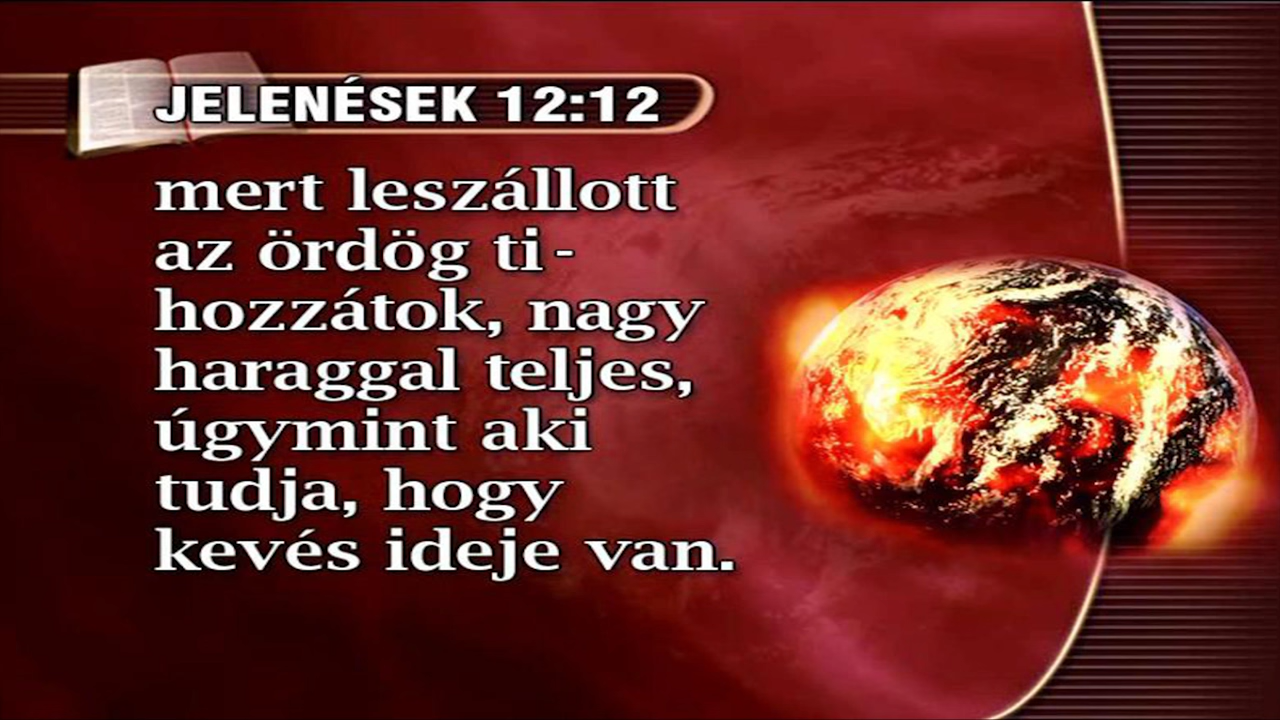 JELENÉSEK 12:12
mert leszállott
az ördög ti-
hozzátok, nagy
haraggal teljes,
úgymint aki
tudja, hogy
kevés ideje van.